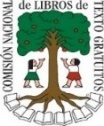 COMISIÓN NACIONAL
de LIBROS de
TEXTO GRATUITOS